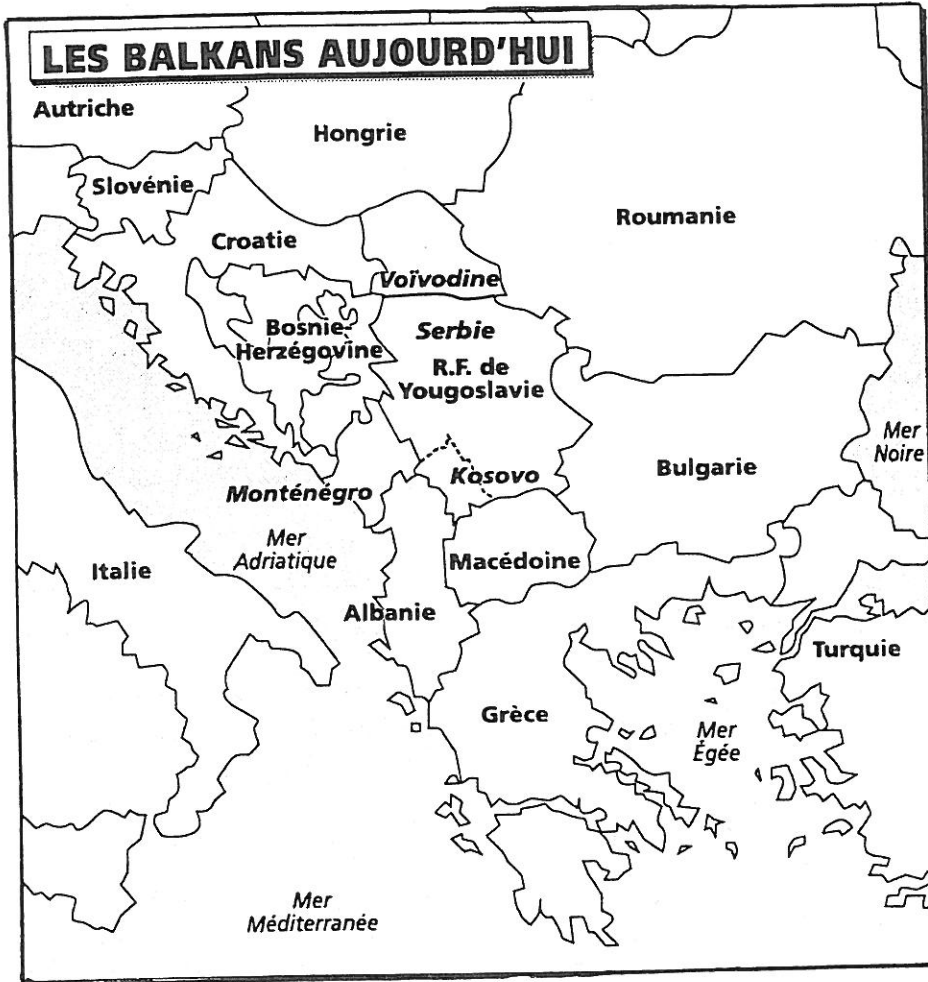 LES BALKANS AUJOURD'HUI
Autriche
Hongrie
Slovénie
Roumanie
Croatie
Voïvodine
Bosnie-
Herzégovine
Serbie
R.F. de
Yougoslavie
Mer
Noire
Kosovo
Bulgarie
Monténégro
Mer
Adriatique
Italie
Macédoine
Albanie
Turquie
Grèce
Mer
Égée
Mer
Méditerranée